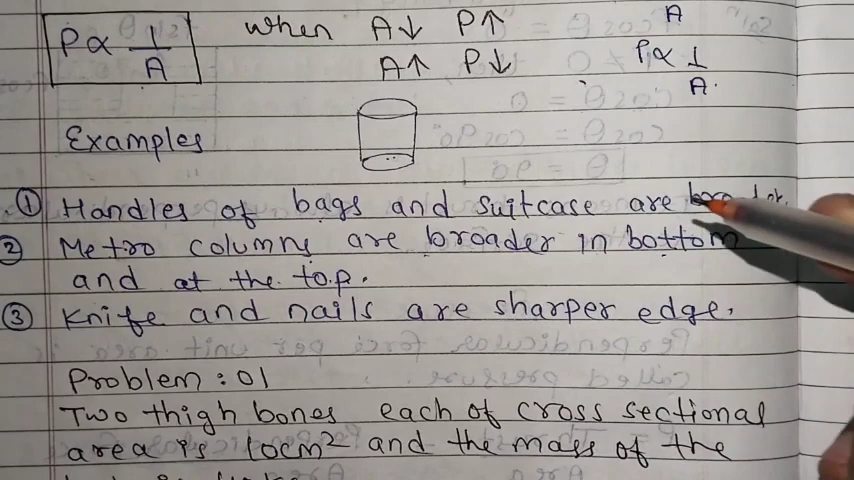 P ∝ 1/A when A↓ P↑ A
A↑ P↓ P ∝ 1/A.
Examples
① Handles of bags and suitcase are
② Metro columns are broader in bottom
and at the top.
③ Knife and nails are sharper edge.
Problem : 01
Two thigh bones each of cross sectional
area is 10cm² and the mass of the